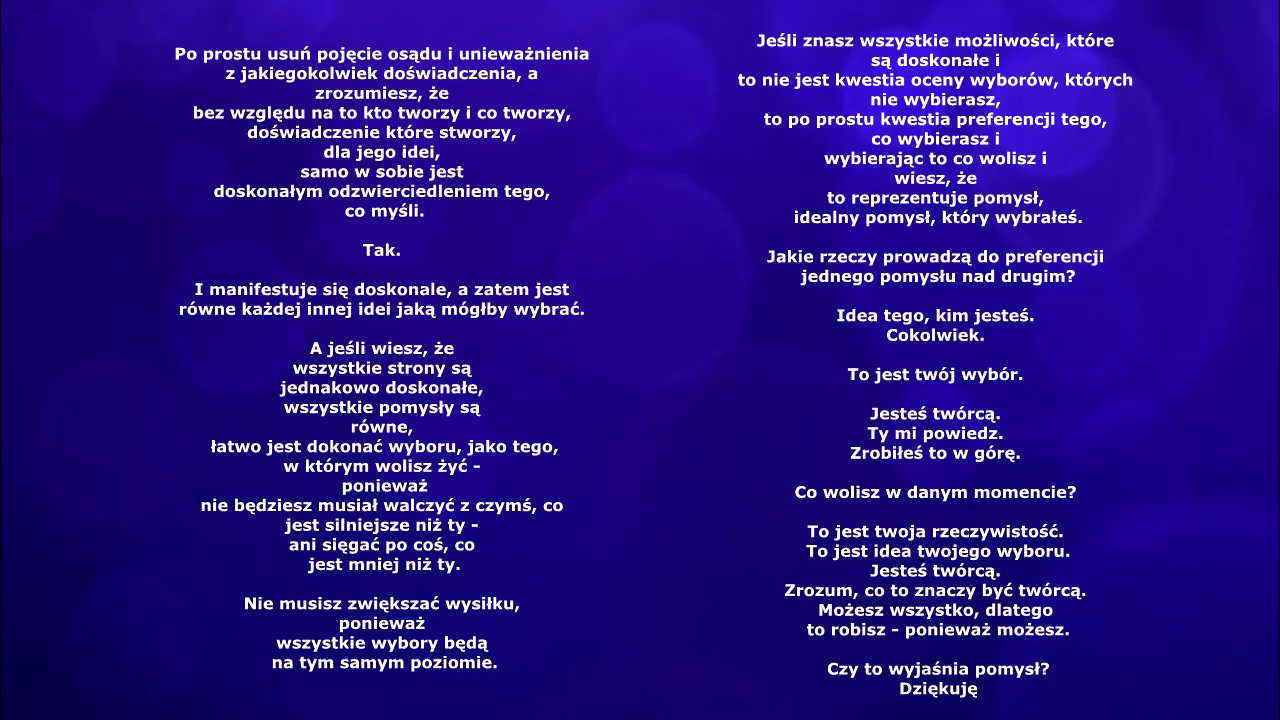 Po prostu usuń pojęcie osądu i unieważnienia
z jakiegokolwiek doświadczenia, a
zrozumiesz, że
bez względu na to kto tworzy i co tworzy,
doświadczenie które stworzy,
dla jego idei,
samo w sobie jest
doskonałym odzwierciedleniem tego,
co myśli.
Tak.
I manifestuje się doskonale, a zatem jest
równe każdej innej idei jaką mógłby wybrać.
A jeśli wiesz, że
wszystkie strony są
jednakowo doskonałe,
wszystkie pomysły są
równe,
łatwo jest dokonać wyboru, jako tego,
w którym wolisz żyć -
ponieważ
nie będziesz musiał walczyć z czymś, co
jest silniejsze niż ty -
ani sięgać po coś, co
jest mniej niż ty.
Nie musisz zwiększać wysiłku,
ponieważ
wszystkie wybory będą
na tym samym poziomie.
Jeśli znasz wszystkie możliwości, które
są doskonałe i
to nie jest kwestia oceny wyborów, których
nie wybierasz,
to po prostu kwestia preferencji tego,
co wybierasz i
wybierając to co wolisz i
wiesz, że
to reprezentuje pomysł,
idealny pomysł, który wybrałeś.
Jakie rzeczy prowadzą do preferencji
jednego pomysłu nad drugim?
Idea tego, kim jesteś.
Cokolwiek.
To jest twój wybór.
Jesteś twórcą.
Ty mi powiedz.
Zrobiłeś to w górę.
Co wolisz w danym momencie?
To jest twoja rzeczywistość.
To jest idea twojego wyboru.
Jesteś twórcą.
Zrozum, co to znaczy być twórcą.
Możesz wszystko, dlatego
to robisz - ponieważ możesz.
Czy to wyjaśnia pomysł?
Dziękuję